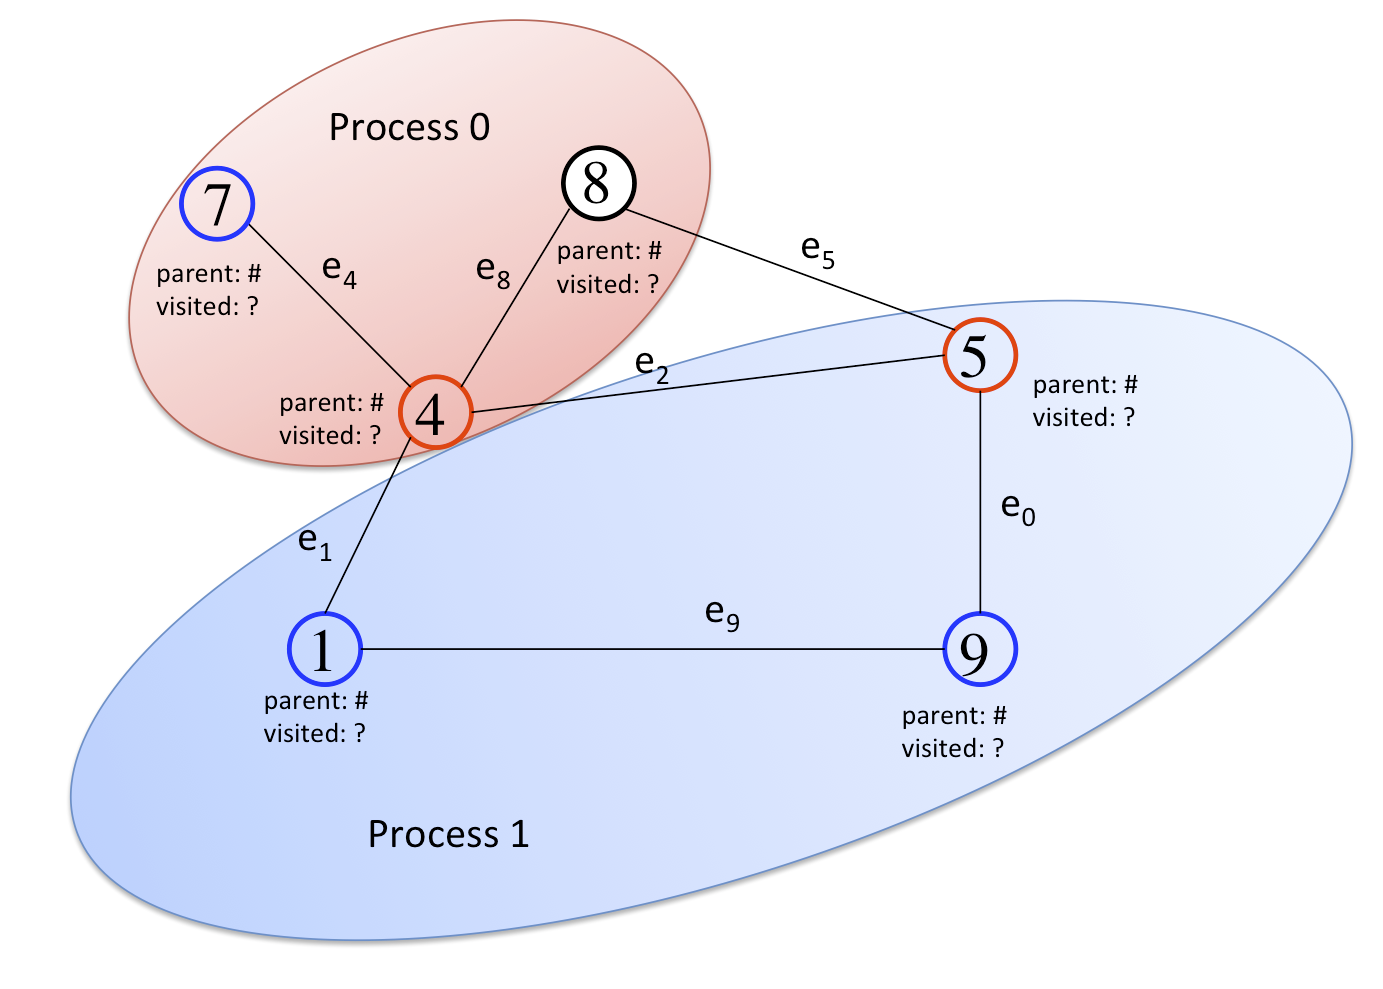 Process 0
7
8
parent: #
visited: ?
parent: #
visited: ?
e4
e8
e5
e2
5
parent: #
visited: ?
4
parent: #
visited: ?
e1
e0
e9
1
9
parent: #
visited: ?
parent: #
visited: ?
Process 1